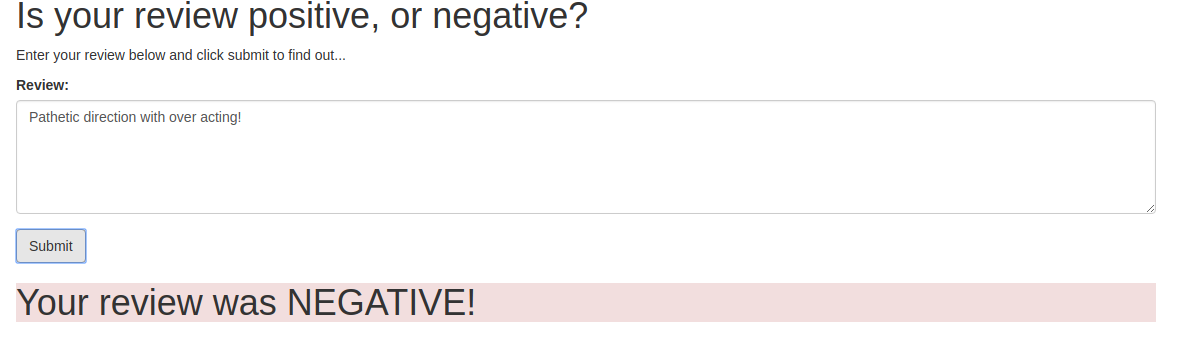 Is your review positive, or negative?
Enter your review below and click submit to find out...
Review:
Pathetic direction with over acting!
Submit
Your review was NEGATIVE!